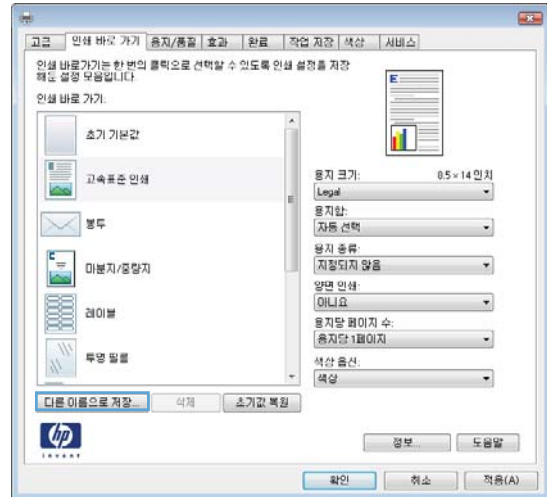 고급 인쇄 바로 가기 용지/품질 효과 완료 작업 저장 색상 서비스
인쇄 바로가기는 한 번의 클릭으로 선택할 수 있도록 인쇄 설정을 저장
해둔 설정 모음입니다.
인쇄 바로 가기:
초기 기본값
고속표준 인쇄
봉투
마분지/중량지
레이블
투명 필름
E
용지 크기: 8.5 × 14 인치
Legal
용지함:
자동 선택
용지 종류:
지정되지 않음
양면 인쇄:
아니요
용지당 페이지 수:
용지당 1페이지
색상 옵션:
색상
다른 이름으로 저장... 삭제 초기값 복원
hp
invent
정보... 도움말
확인 취소 적용(A)